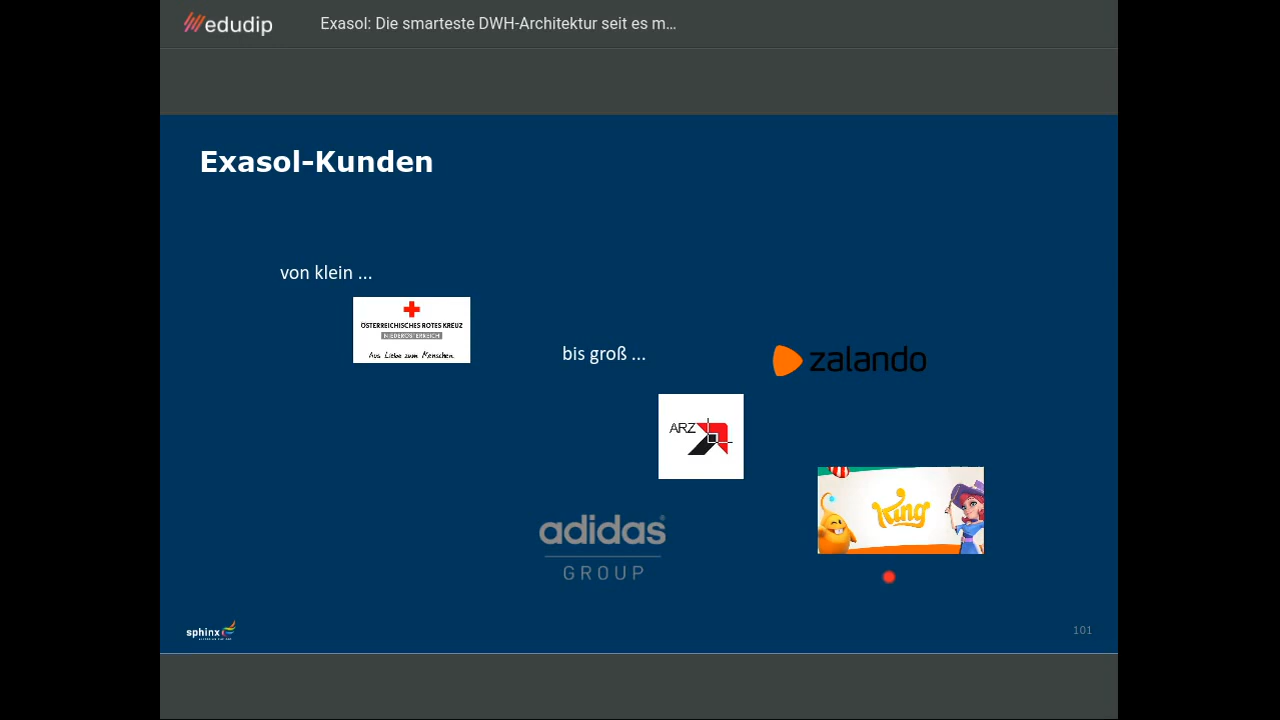 edudip
Exasol: Die smarteste DWH-Architektur seit es m...
Exasol-Kunden
von klein ...
ÖSTERREICHISCHES ROTES KREUZ
NIEDERÖSTERREICH
Aus Liebe zum Menschen.
bis groß ...
zalando
ARZ
King
adidas
GROUP
sphinx
101